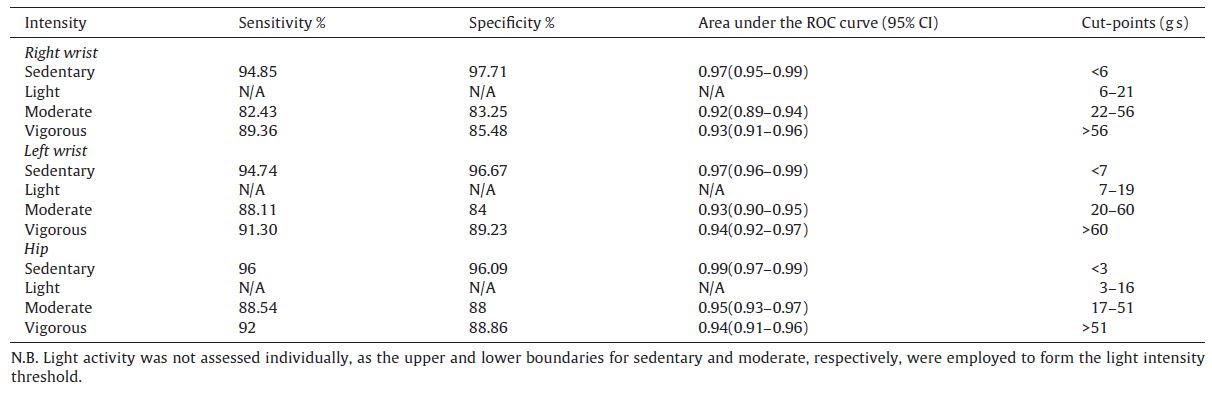 Intensity Sensitivity % Specificity % Area under the ROC curve (95% CI) Cut-points (g s)
Right wrist
Sedentary 94.85 97.71 0.97(0.95–0.99) <6
Light N/A N/A N/A 6–21
Moderate 82.43 83.25 0.92(0.89–0.94) 22–56
Vigorous 89.36 85.48 0.93(0.91–0.96) >56
Left wrist
Sedentary 94.74 96.67 0.97(0.96–0.99) <7
Light N/A N/A N/A 7–19
Moderate 88.11 84 0.93(0.90–0.95) 20–60
Vigorous 91.30 89.23 0.94(0.92–0.97) >60
Hip
Sedentary 96 96.09 0.99(0.97–0.99) <3
Light N/A N/A N/A 3–16
Moderate 88.54 88 0.95(0.93–0.97) 17–51
Vigorous 92 88.86 0.94(0.91–0.96) >51
N.B. Light activity was not assessed individually, as the upper and lower boundaries for sedentary and moderate, respectively, were employed to form the light intensity
threshold.